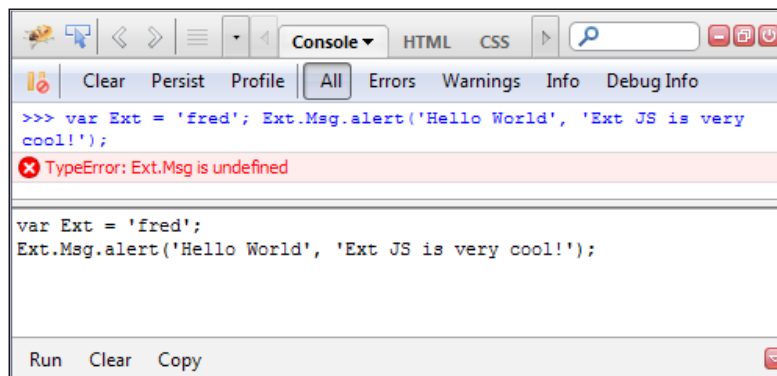 Console HTML CSS
Clear Persist Profile All Errors Warnings Info Debug Info
>>> var Ext = 'fred'; Ext.Msg.alert('Hello World', 'Ext JS is very
cool!');
TypeError: Ext.Msg is undefined
var Ext = 'fred';
Ext.Msg.alert('Hello World', 'Ext JS is very cool!');
Run Clear Copy